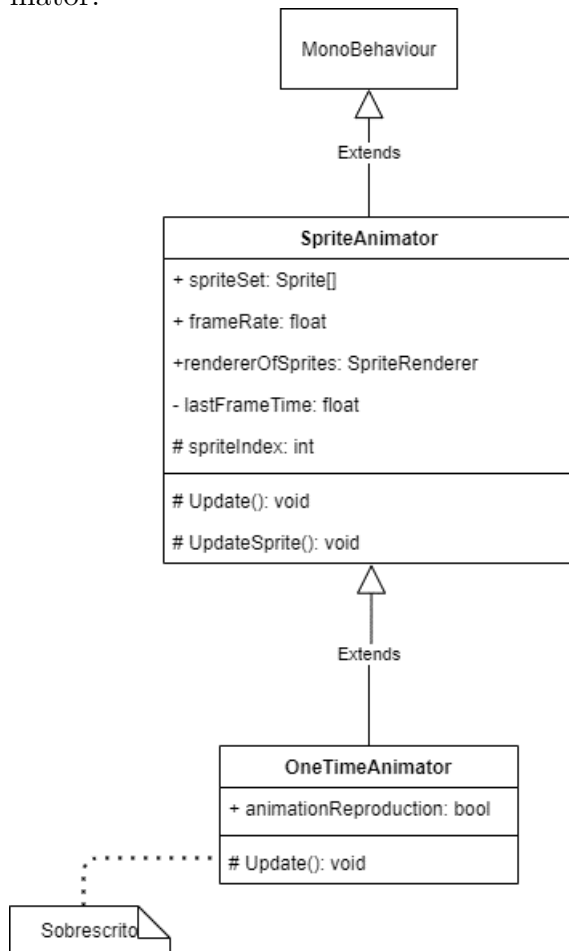 mator.
MonoBehaviour
Extends
SpriteAnimator
+ spriteSet: Sprite[]
+ frameRate: float
+rendererOfSprites: SpriteRenderer
- lastFrameTime: float
# spriteIndex: int
# Update(): void
# UpdateSprite(): void
Extends
OneTimeAnimator
+ animationReproduction: bool
# Update(): void
Sobrescrito